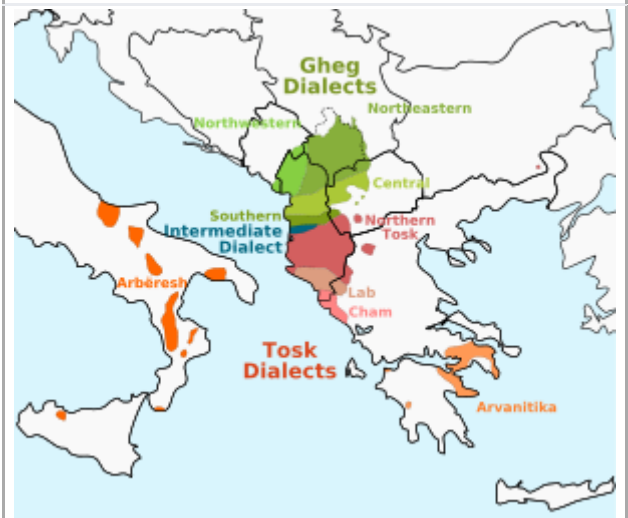 Gheg
Dialects
Northeastern
Northwestern
Central
Southern
Northern
Tosk
Intermediate
Dialect
Arbëresh
Lab
Cham
Tosk
Dialects
Arvanitika